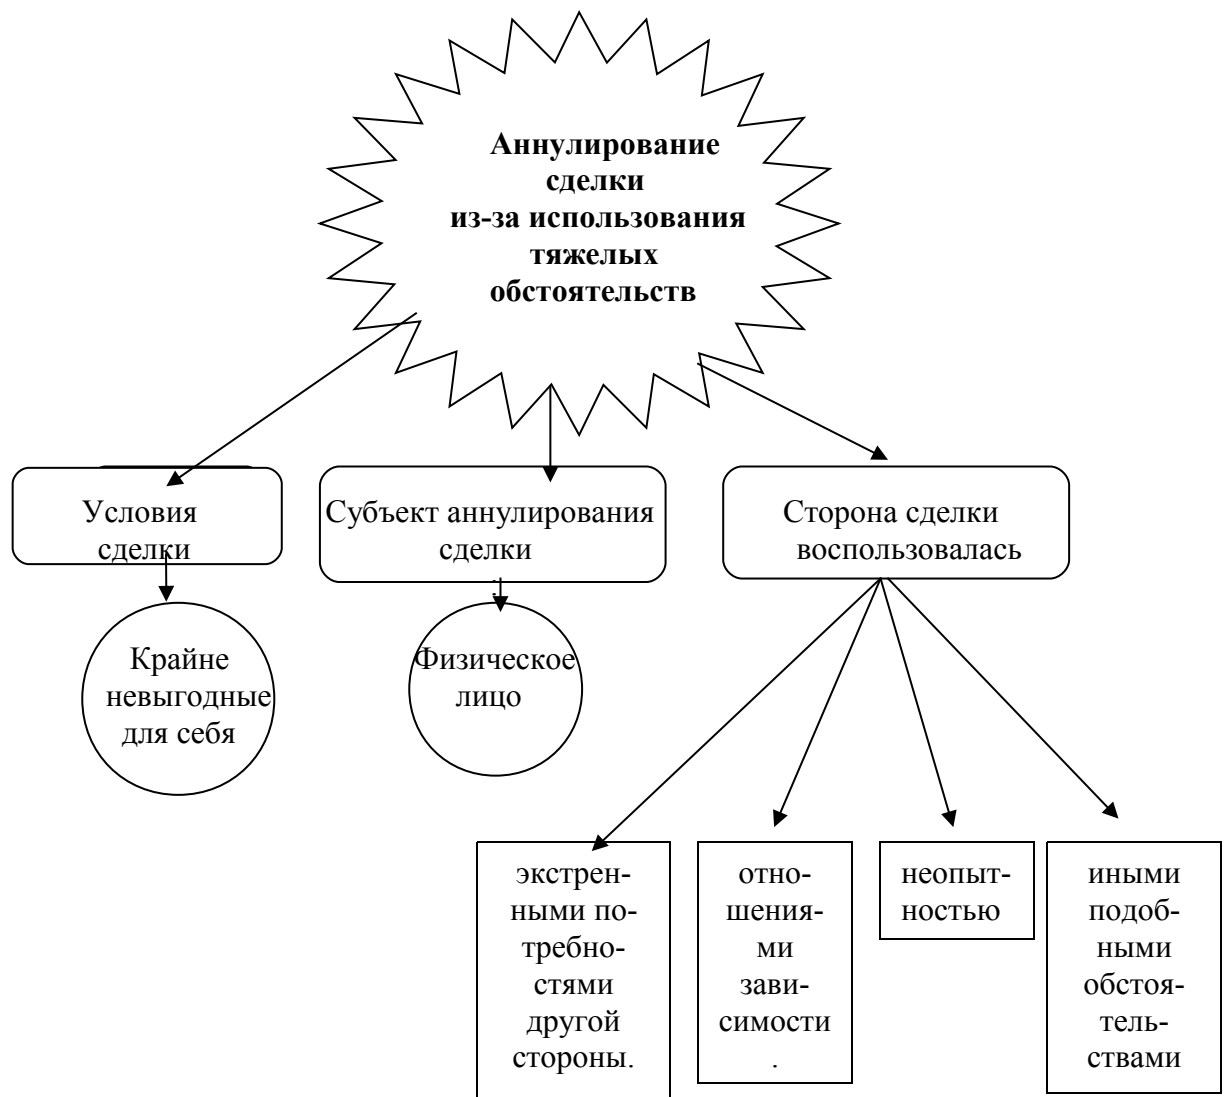 Аннулирование
сделки
из-за использования
тяжелых
обстоятельств
Условия
сделки
Субъект аннулирования
сделки
.
Сторона сделки
воспользовалась
Крайне
невыгодные
для себя
Физическое
лицо
экстрен-
ными по-
требно-
стями
другой
стороны.
отно-
шения-
ми
зави-
симости
.
неопыт-
ностью
иными
подоб-
ными
обстоя-
тель-
ствами